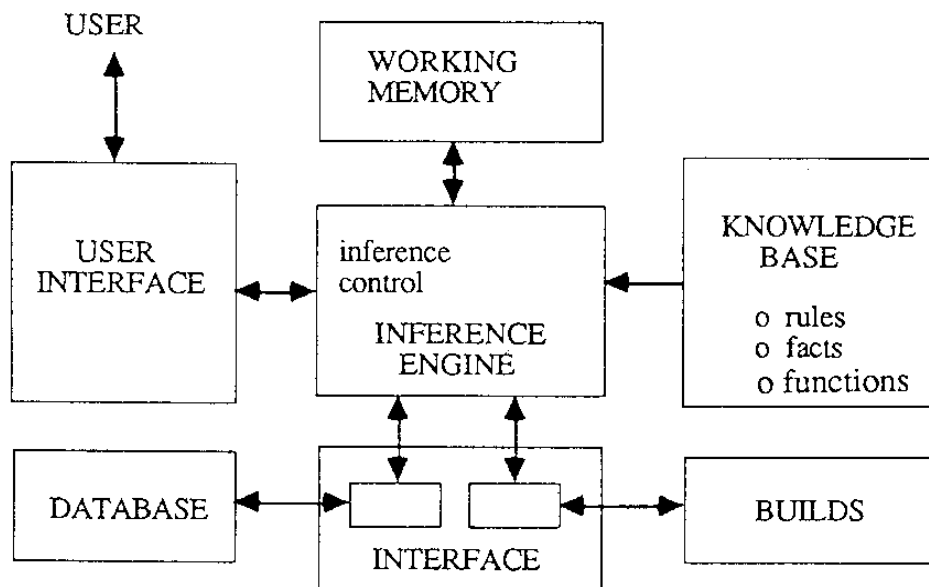 USER
WORKING
MEMORY
USER
INTERFACE
inference
control
INFERENCE
ENGINE
KNOWLEDGE
BASE
o rules
o facts
o functions
DATABASE
INTERFACE
BUILDS